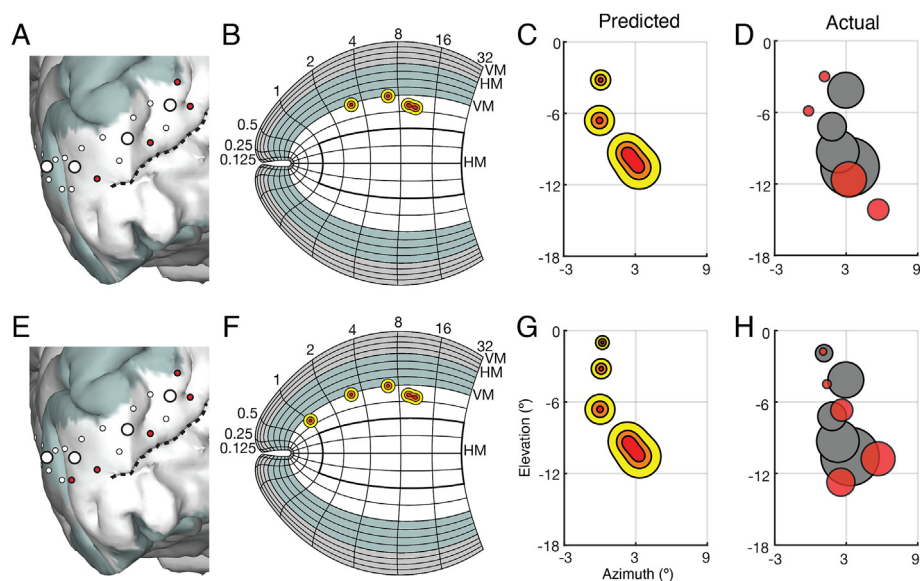 Predicted
Actual
A
B
C
D
0.125
0.25
0.5
1
2
4
8
16
32
VM
HM
VM
HM
0
-6
-12
-18
-3
3
9
0
-6
-12
-18
-3
3
9
E
F
G
H
0.125
0.25
0.5
1
2
4
8
16
32
VM
HM
VM
HM
Elevation (º)
0
-6
-12
-18
-3
3
9
Azimuth (º)
0
-6
-12
-18
-3
3
9